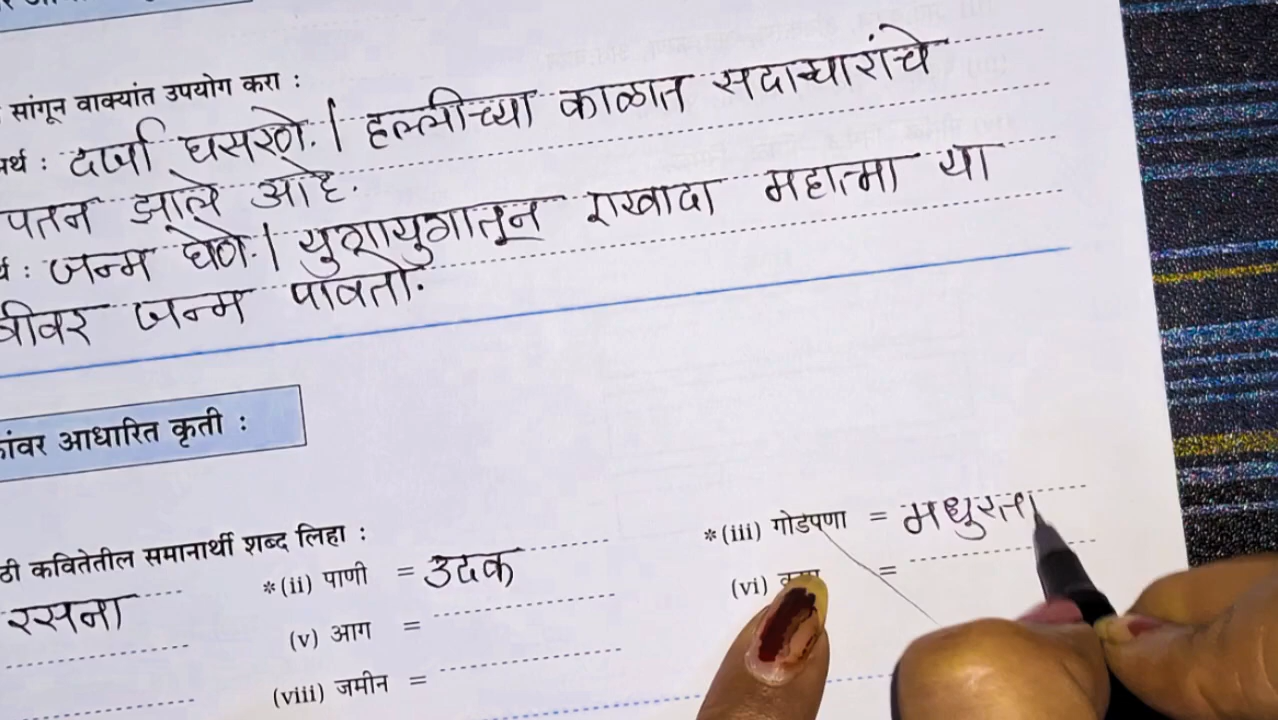 सांगून वाक्यांत उपयोग करा :
र्थ : दर्जा घसरणे. | हल्लीच्या काळात सदाचारांचे
पतन झाले आहे.
: जन्म घेणे. | युगायुगातून एखादा महात्मा या
जन्म पावतो.
कांवर आधारित कृती :
कवितेतील समानार्थी शब्द लिहा :
रसना *(ii) पाणी = उदक *(iii) गोडपणा = मधुरता
(v) आग = (vi) =
(viii) जमीन =